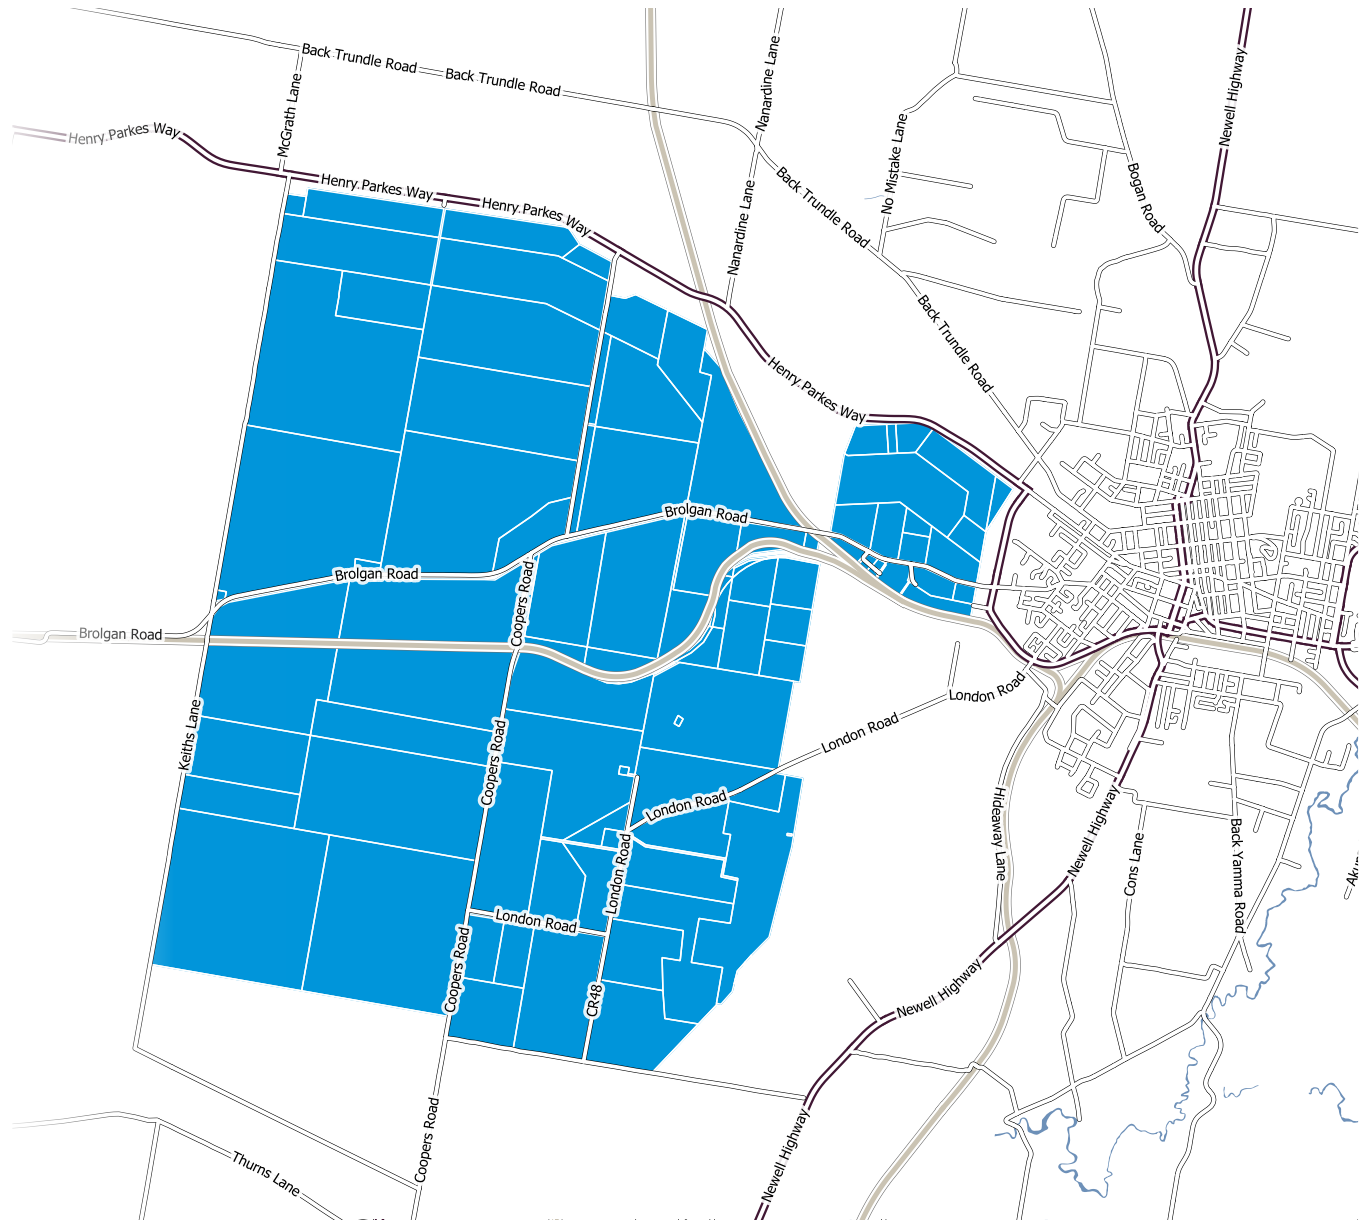 Back Trundle Road
Back Trundle Road
Nanardine Lane
Newell Highway
McGrath Lane
Henry Parkes Way
No Mistake Lane
Bogan Road
Henry Parkes Way
Henry Parkes Way
Nanardine Lane
Back Trundle Road
Back Trundle Road
Henry Parkes Way
Brolgan Road
Brolgan Road
Coopers Road
Brolgan Road
London Road
Keiths Lane
London Road
Coopers Road
London Road
Hideaway Lane
Newell Highway
Back Yamma Road
Cons Lane
London Road
London Road
Coopers Road
CR48
Newell Highway
Coopers Road
Newell Highway
Thurns Lane